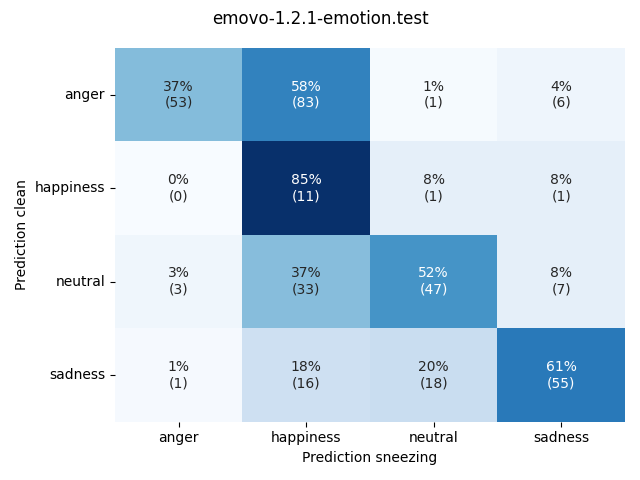 emovo-1.2.1-emotion.test
anger
37%
(53)
58%
(83)
1%
(1)
4%
(6)
happiness
0%
(0)
85%
(11)
8%
(1)
8%
(1)
neutral
3%
(3)
37%
(33)
52%
(47)
8%
(7)
sadness
1%
(1)
18%
(16)
20%
(18)
61%
(55)
Prediction clean
anger
happiness
neutral
sadness
Prediction sneezing